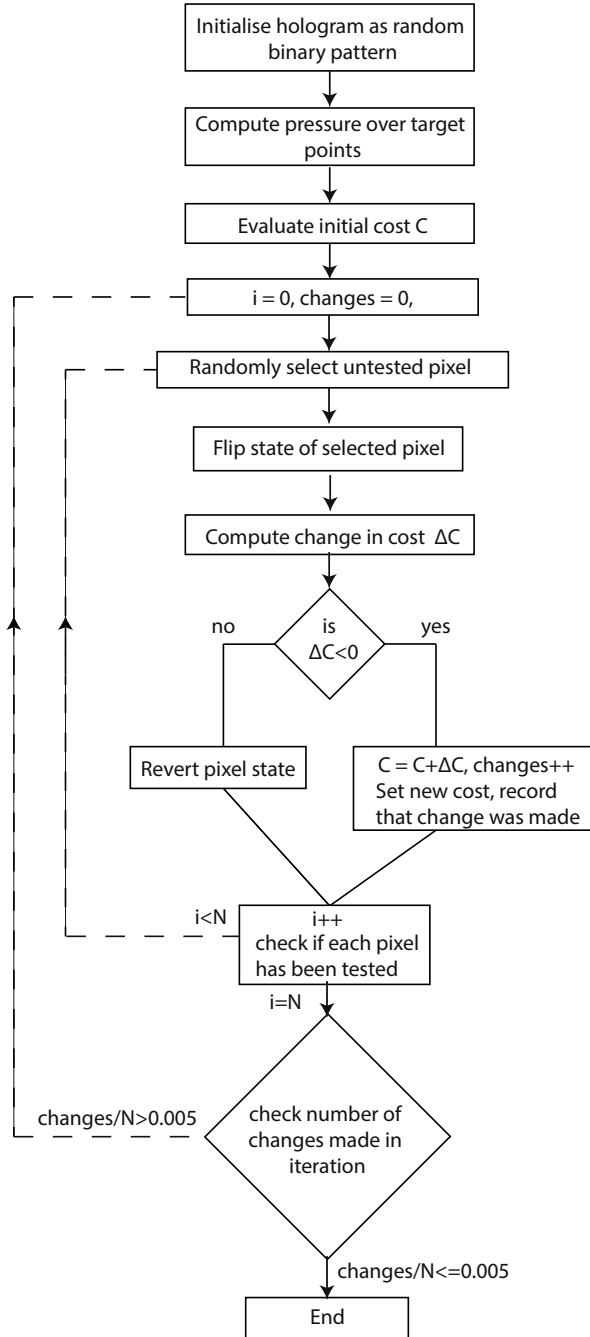 Initialise hologram as random
binary pattern
Compute pressure over target
points
Evaluate initial cost C
i = 0, changes = 0,
Randomly select untested pixel
Flip state of selected pixel
Compute change in cost ΔC
no
is
ΔC<0
yes
Revert pixel state
C = C+ΔC, changes++
Set new cost, record
that change was made
i<N
i++
check if each pixel
has been tested
i=N
changes/N>0.005
check number of
changes made in
iteration
changes/N<=0.005
End